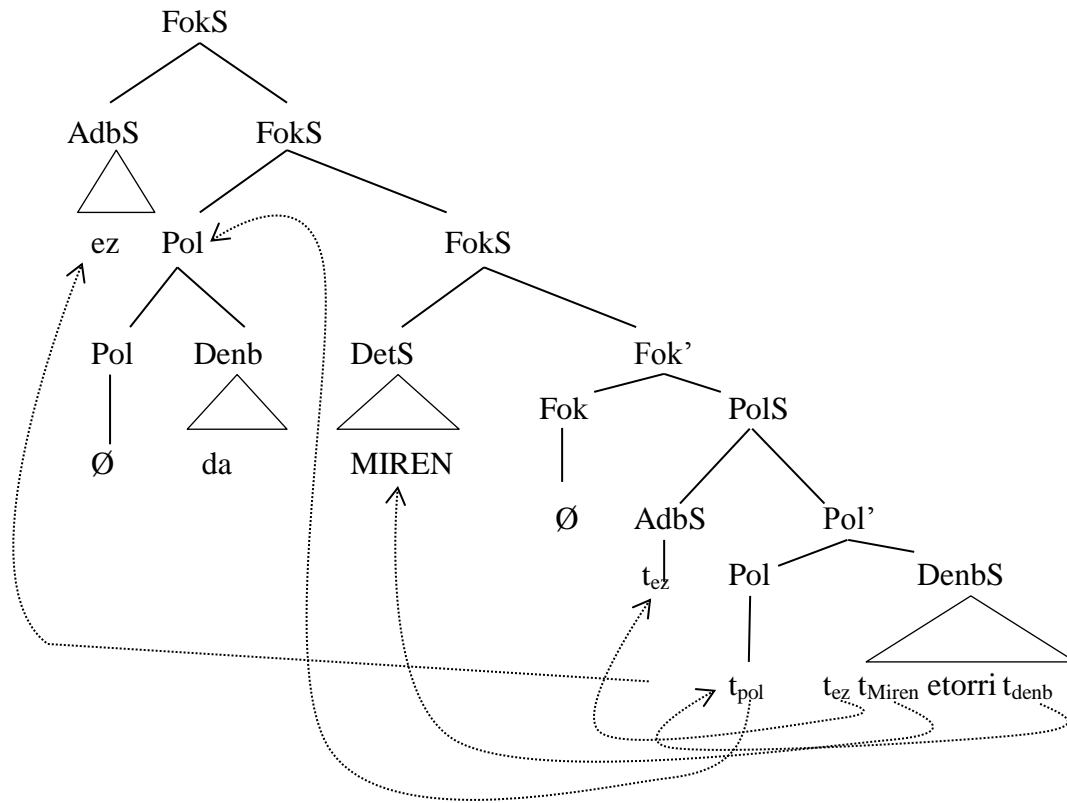 FokS
AdbS FokS
ez Pol FokS
Pol Denb DetS Fok’
Fok PolS
Ø da MIREN
Ø AdbS Pol’
t_ez Pol DenbS
t_pol t_ez t_Miren etorri t_denb